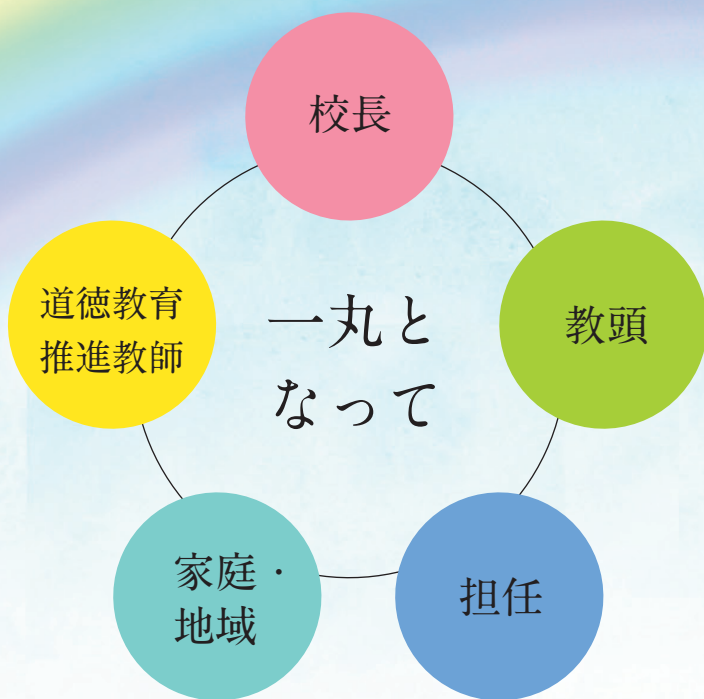 校長
教頭
担任
家庭・
地域
道徳教育
推進教師
一丸と
なって